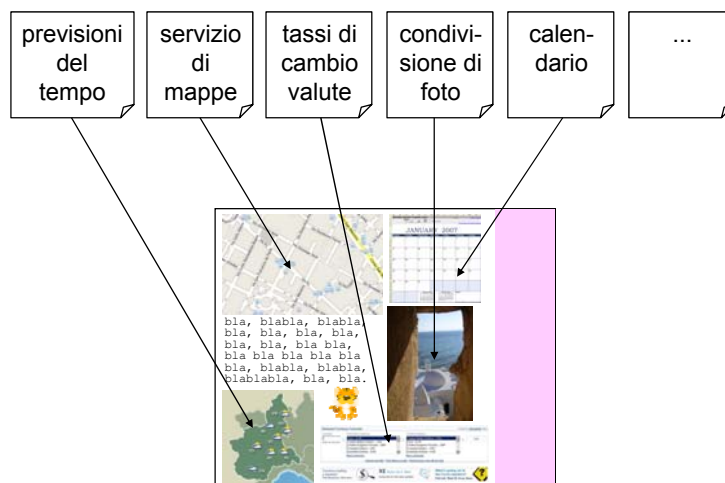 previsioni
del
tempo
servizio
di
mappe
tassi di
cambio
valute
condivi-
sione di
foto
calen-
dario
...
JANUARY 2007
bla, blabla, blabla,
bla, bla, bla, bla,
bla, bla, bla bla,
bla bla bla bla bla
bla, blabla, blabla,
blablabla, bla, bla.